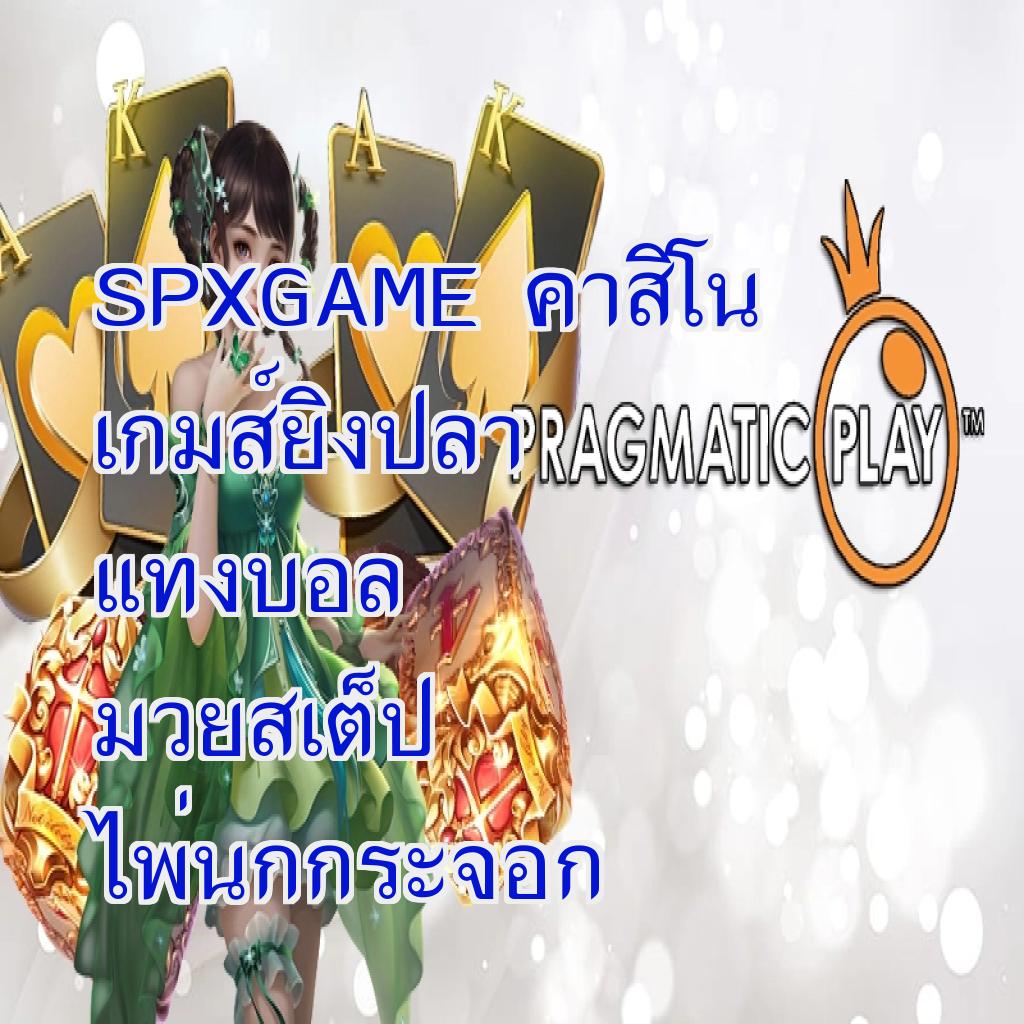 K
A
K
A
SPXGAME คาสิโน
เกมส์ยิงปลา
PRAGMATIC PLAY™
แทงบอล
มวยสเต็ป
ไพ่นกกระจอก